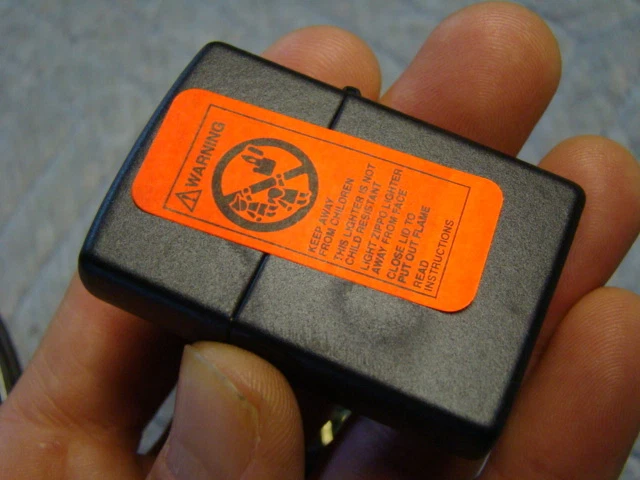 WARNING
KEEP AWAY
FROM CHILDREN
THIS LIGHTER IS NOT
CHILD RESISTANT
LIGHT ZIPPO LIGHTER
AWAY FROM FACE.
CLOSE LID TO
PUT OUT FLAME
READ
INSTRUCTIONS